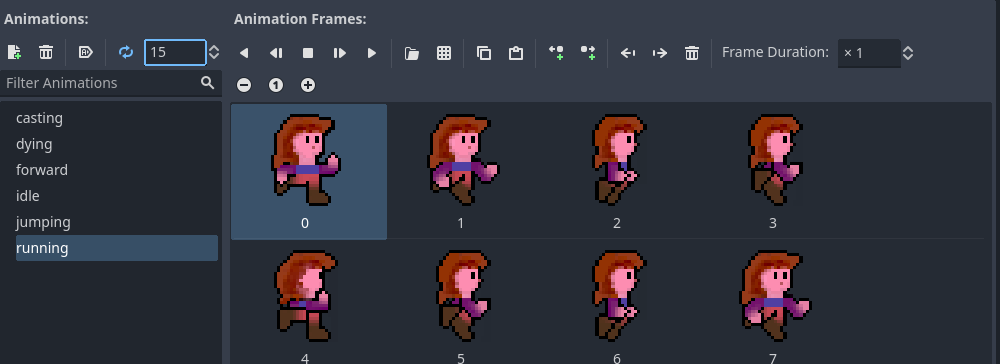 Animations:
Animation Frames:
15
Frame Duration:
× 1
Filter Animations
1
casting
dying
forward
idle
jumping
running
0
1
2
3
4
5
6
7